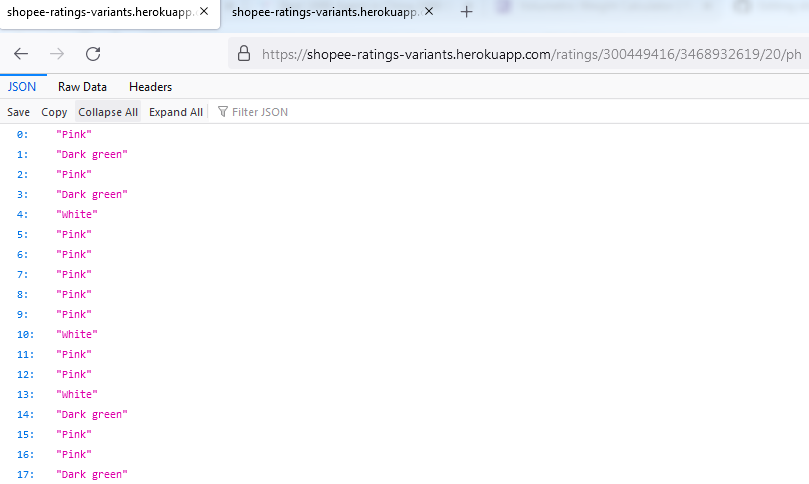 shopee-ratings-variants.herokuapp. × shopee-ratings-variants.herokuapp. × +
https://shopee-ratings-variants.herokuapp.com/ratings/300449416/3468932619/20/ph
JSON Raw Data Headers
Save Copy Collapse All Expand All Filter JSON
0: "Pink"
1: "Dark green"
2: "Pink"
3: "Dark green"
4: "White"
5: "Pink"
6: "Pink"
7: "Pink"
8: "Pink"
9: "Pink"
10: "White"
11: "Pink"
12: "Pink"
13: "White"
14: "Dark green"
15: "Pink"
16: "Pink"
17: "Dark green"